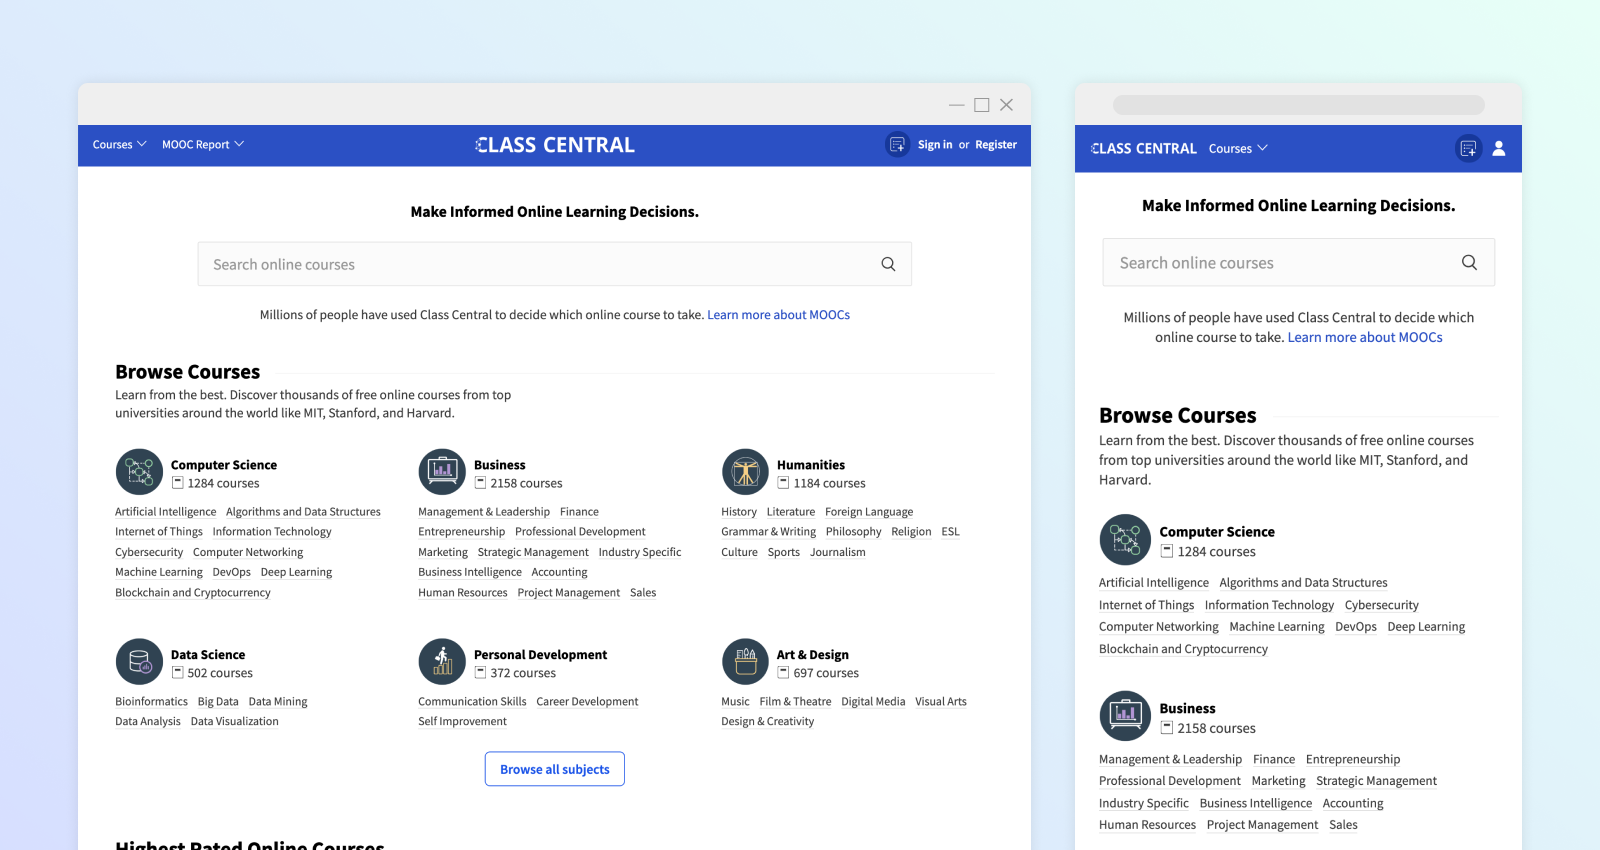 Courses MOOC Report CLASS CENTRAL Sign in or Register
Make Informed Online Learning Decisions.
Search online courses
Millions of people have used Class Central to decide which online course to take. Learn more about MOOCs
Browse Courses
Learn from the best. Discover thousands of free online courses from top
universities around the world like MIT, Stanford, and Harvard.
Computer Science
1284 courses
Artificial Intelligence Algorithms and Data Structures
Internet of Things Information Technology
Cybersecurity Computer Networking
Machine Learning DevOps Deep Learning
Blockchain and Cryptocurrency
Business
2158 courses
Management & Leadership Finance
Entrepreneurship Professional Development
Marketing Strategic Management Industry Specific
Business Intelligence Accounting
Human Resources Project Management Sales
Humanities
1184 courses
History Literature Foreign Language
Grammar & Writing Philosophy Religion ESL
Culture Sports Journalism
Data Science
502 courses
Bioinformatics Big Data Data Mining
Data Analysis Data Visualization
Personal Development
372 courses
Communication Skills Career Development
Self Improvement
Art & Design
697 courses
Music Film & Theatre Digital Media Visual Arts
Design & Creativity
Browse all subjects
Highest Rated Online Courses
CLASS CENTRAL Courses
Make Informed Online Learning Decisions.
Search online courses
Millions of people have used Class Central to decide which
online course to take. Learn more about MOOCs
Browse Courses
Learn from the best. Discover thousands of free online courses
from top universities around the world like MIT, Stanford, and
Harvard.
Computer Science
1284 courses
Artificial Intelligence Algorithms and Data Structures
Internet of Things Information Technology Cybersecurity
Computer Networking Machine Learning DevOps Deep Learning
Blockchain and Cryptocurrency
Business
2158 courses
Management & Leadership Finance Entrepreneurship
Professional Development Marketing Strategic Management
Industry Specific Business Intelligence Accounting
Human Resources Project Management Sales